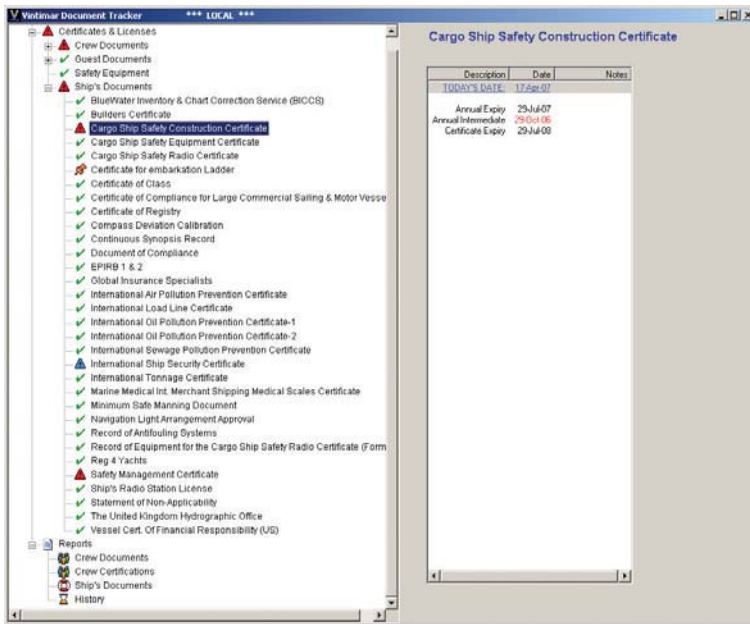 Vintimar Document Tracker *** LOCAL ***
Certificates & Licenses
Crew Documents
Guest Documents
Safety Equipment
Ship's Documents
BlueWater Inventory & Chart Correction Service (BICCS)
Builders Certificate
Cargo Ship Safety Construction Certificate
Cargo Ship Safety Equipment Certificate
Cargo Ship Safety Radio Certificate
Certificate for embarkation Ladder
Certificate of Class
Certificate of Compliance for Large Commercial Sailing & Motor Vesse
Certificate of Registry
Compass Deviation Calibration
Continuous Synopsis Record
Document of Compliance
EPIRB 1 & 2
Global Insurance Specialists
International Air Pollution Prevention Certificate
International Load Line Certificate
International Oil Pollution Prevention Certificate-1
International Oil Pollution Prevention Certificate-2
International Sewage Pollution Prevention Certificate
International Ship Security Certificate
International Tonnage Certificate
Marine Medical Int. Merchant Shipping Medical Scales Certificate
Minimum Safe Manning Document
Navigation Light Arrangement Approval
Record of Antifouling Systems
Record of Equipment for the Cargo Ship Safety Radio Certificate (Form
Reg 4 Yachts
Safety Management Certificate
Ship's Radio Station License
Statement of Non-Applicability
The United Kingdom Hydrographic Office
Vessel Cert. Of Financial Responsibility (US)
Reports
Crew Documents
Crew Certifications
Ship's Documents
History
Cargo Ship Safety Construction Certificate
Description Date Notes
TODAY'S DATE: 17-Apr-07
Annual Expiry 29-Jul-07
Annual Intermediate 29-Oct-06
Certificate Expiry 29-Jul-08